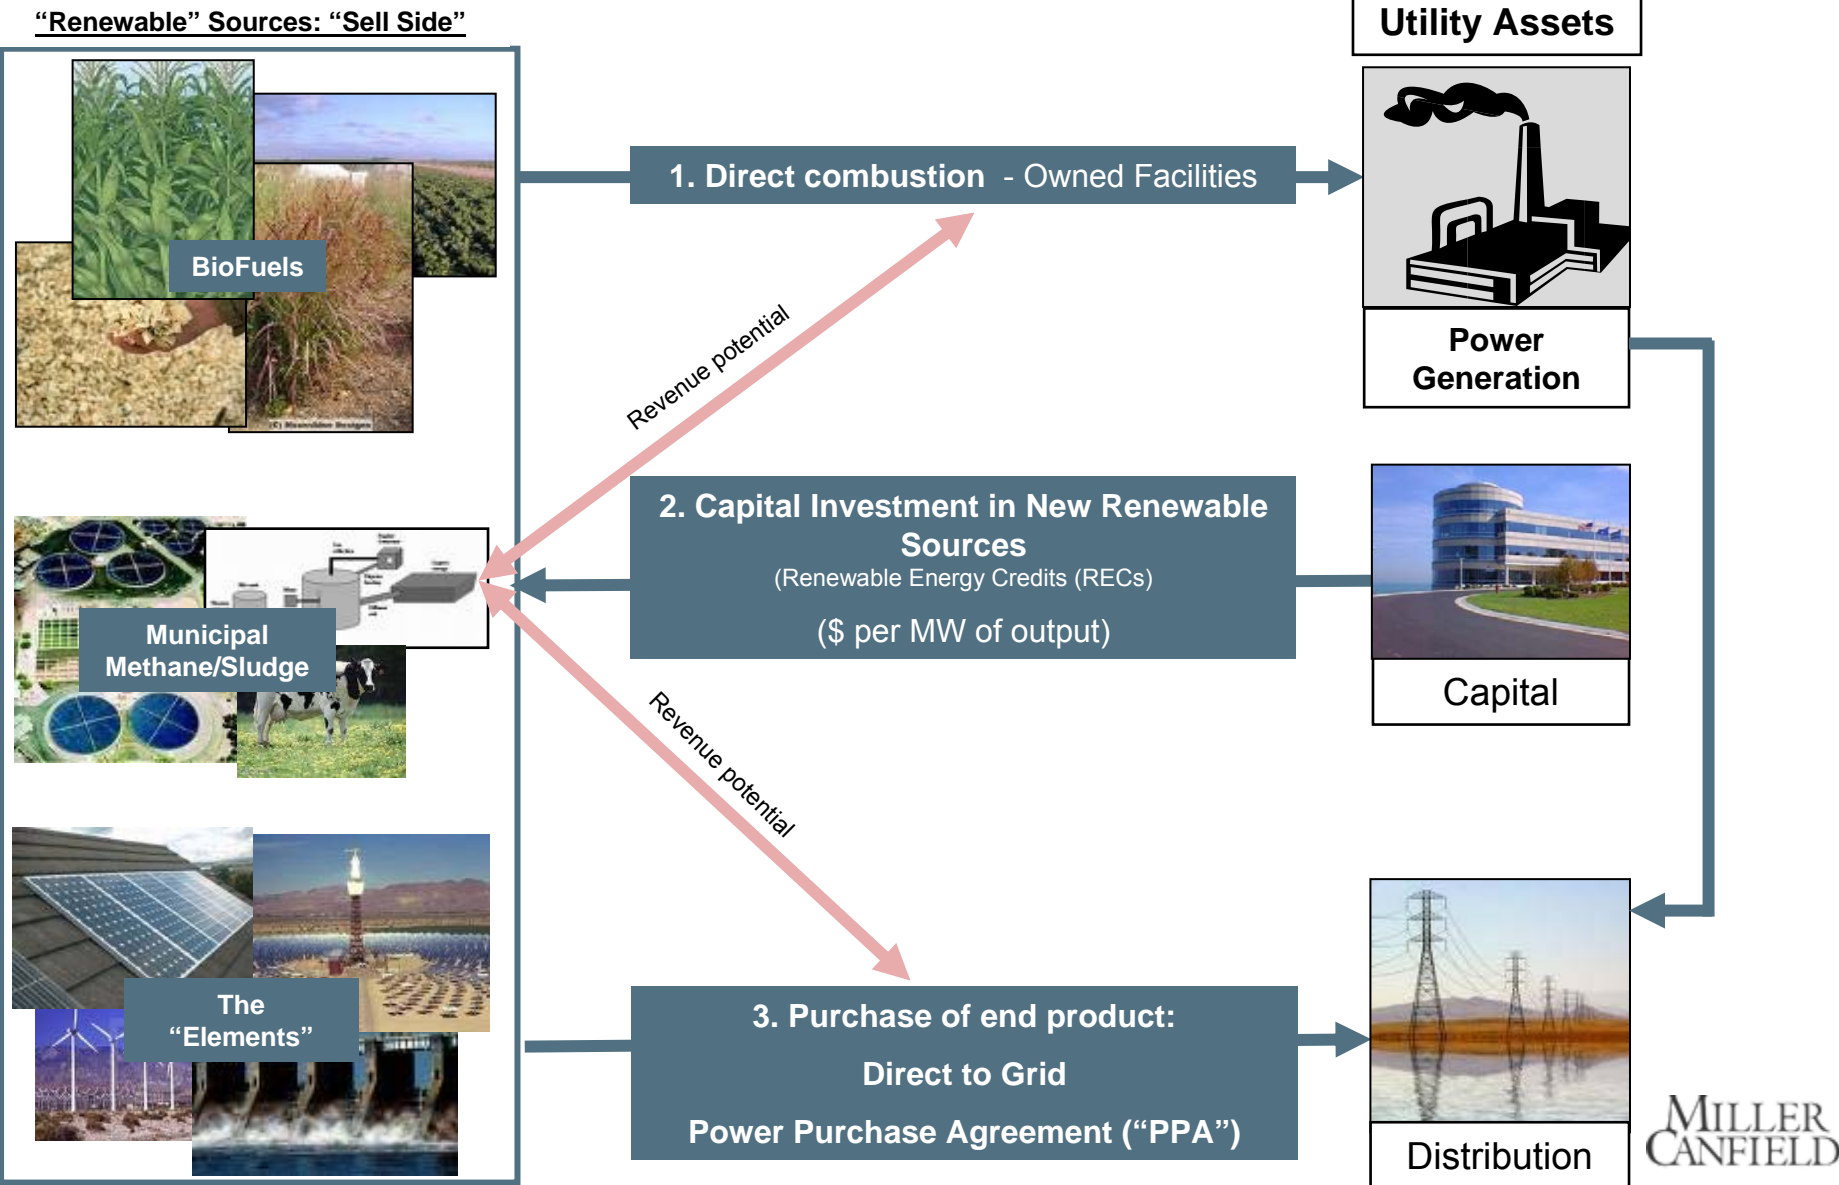 “Renewable” Sources: “Sell Side”
Utility Assets
BioFuels
1. Direct combustion - Owned Facilities
Power
Generation
Revenue potential
2. Capital Investment in New Renewable
Sources
(Renewable Energy Credits (RECs)
($ per MW of output)
Capital
Municipal
Methane/Sludge
Revenue potential
The
“Elements”
3. Purchase of end product:
Direct to Grid
Power Purchase Agreement (“PPA”)
Distribution
MILLER
CANFIELD